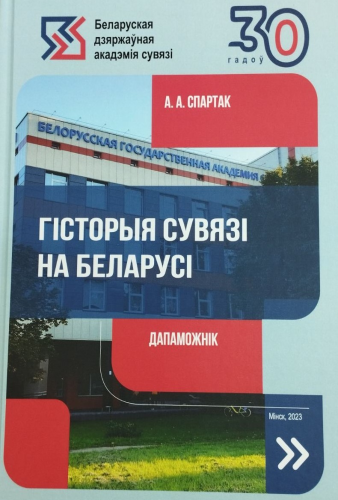 Беларуская
дзяржаўная
акадэмія сувязі
30
гадоў
А. А. СПАРТАК
БЕЛОРУССКАЯ ГОСУДАРСТВЕННАЯ АКАДЕМИЯ
ГІСТОРЫЯ СУВЯЗІ
НА БЕЛАРУСІ
ДАПАМОЖНІК
Мінск, 2023